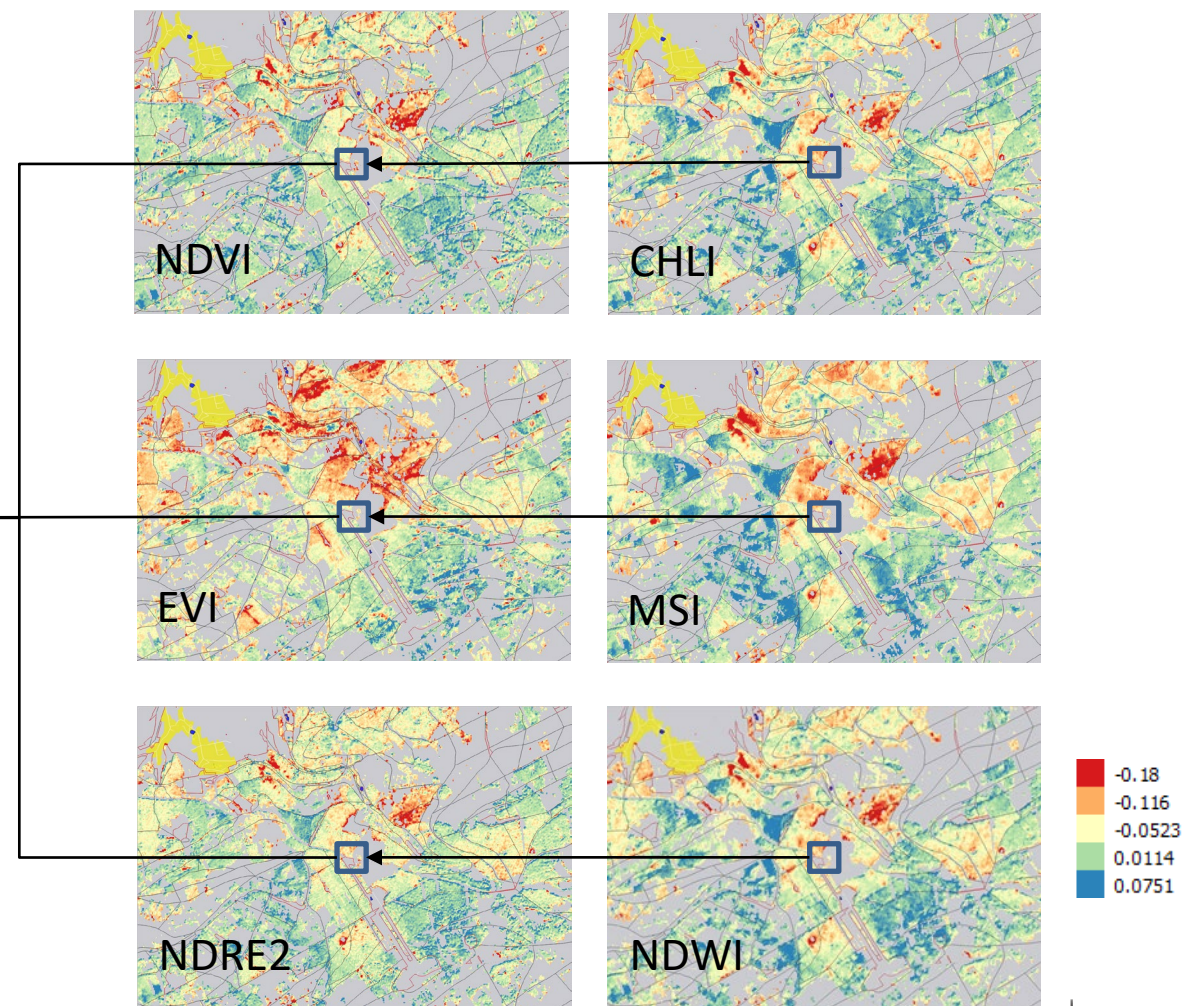 NDVI
CHLI
EVI
MSI
NDRE2
NDWI
-0.18
-0.116
-0.0523
0.0114
0.0751